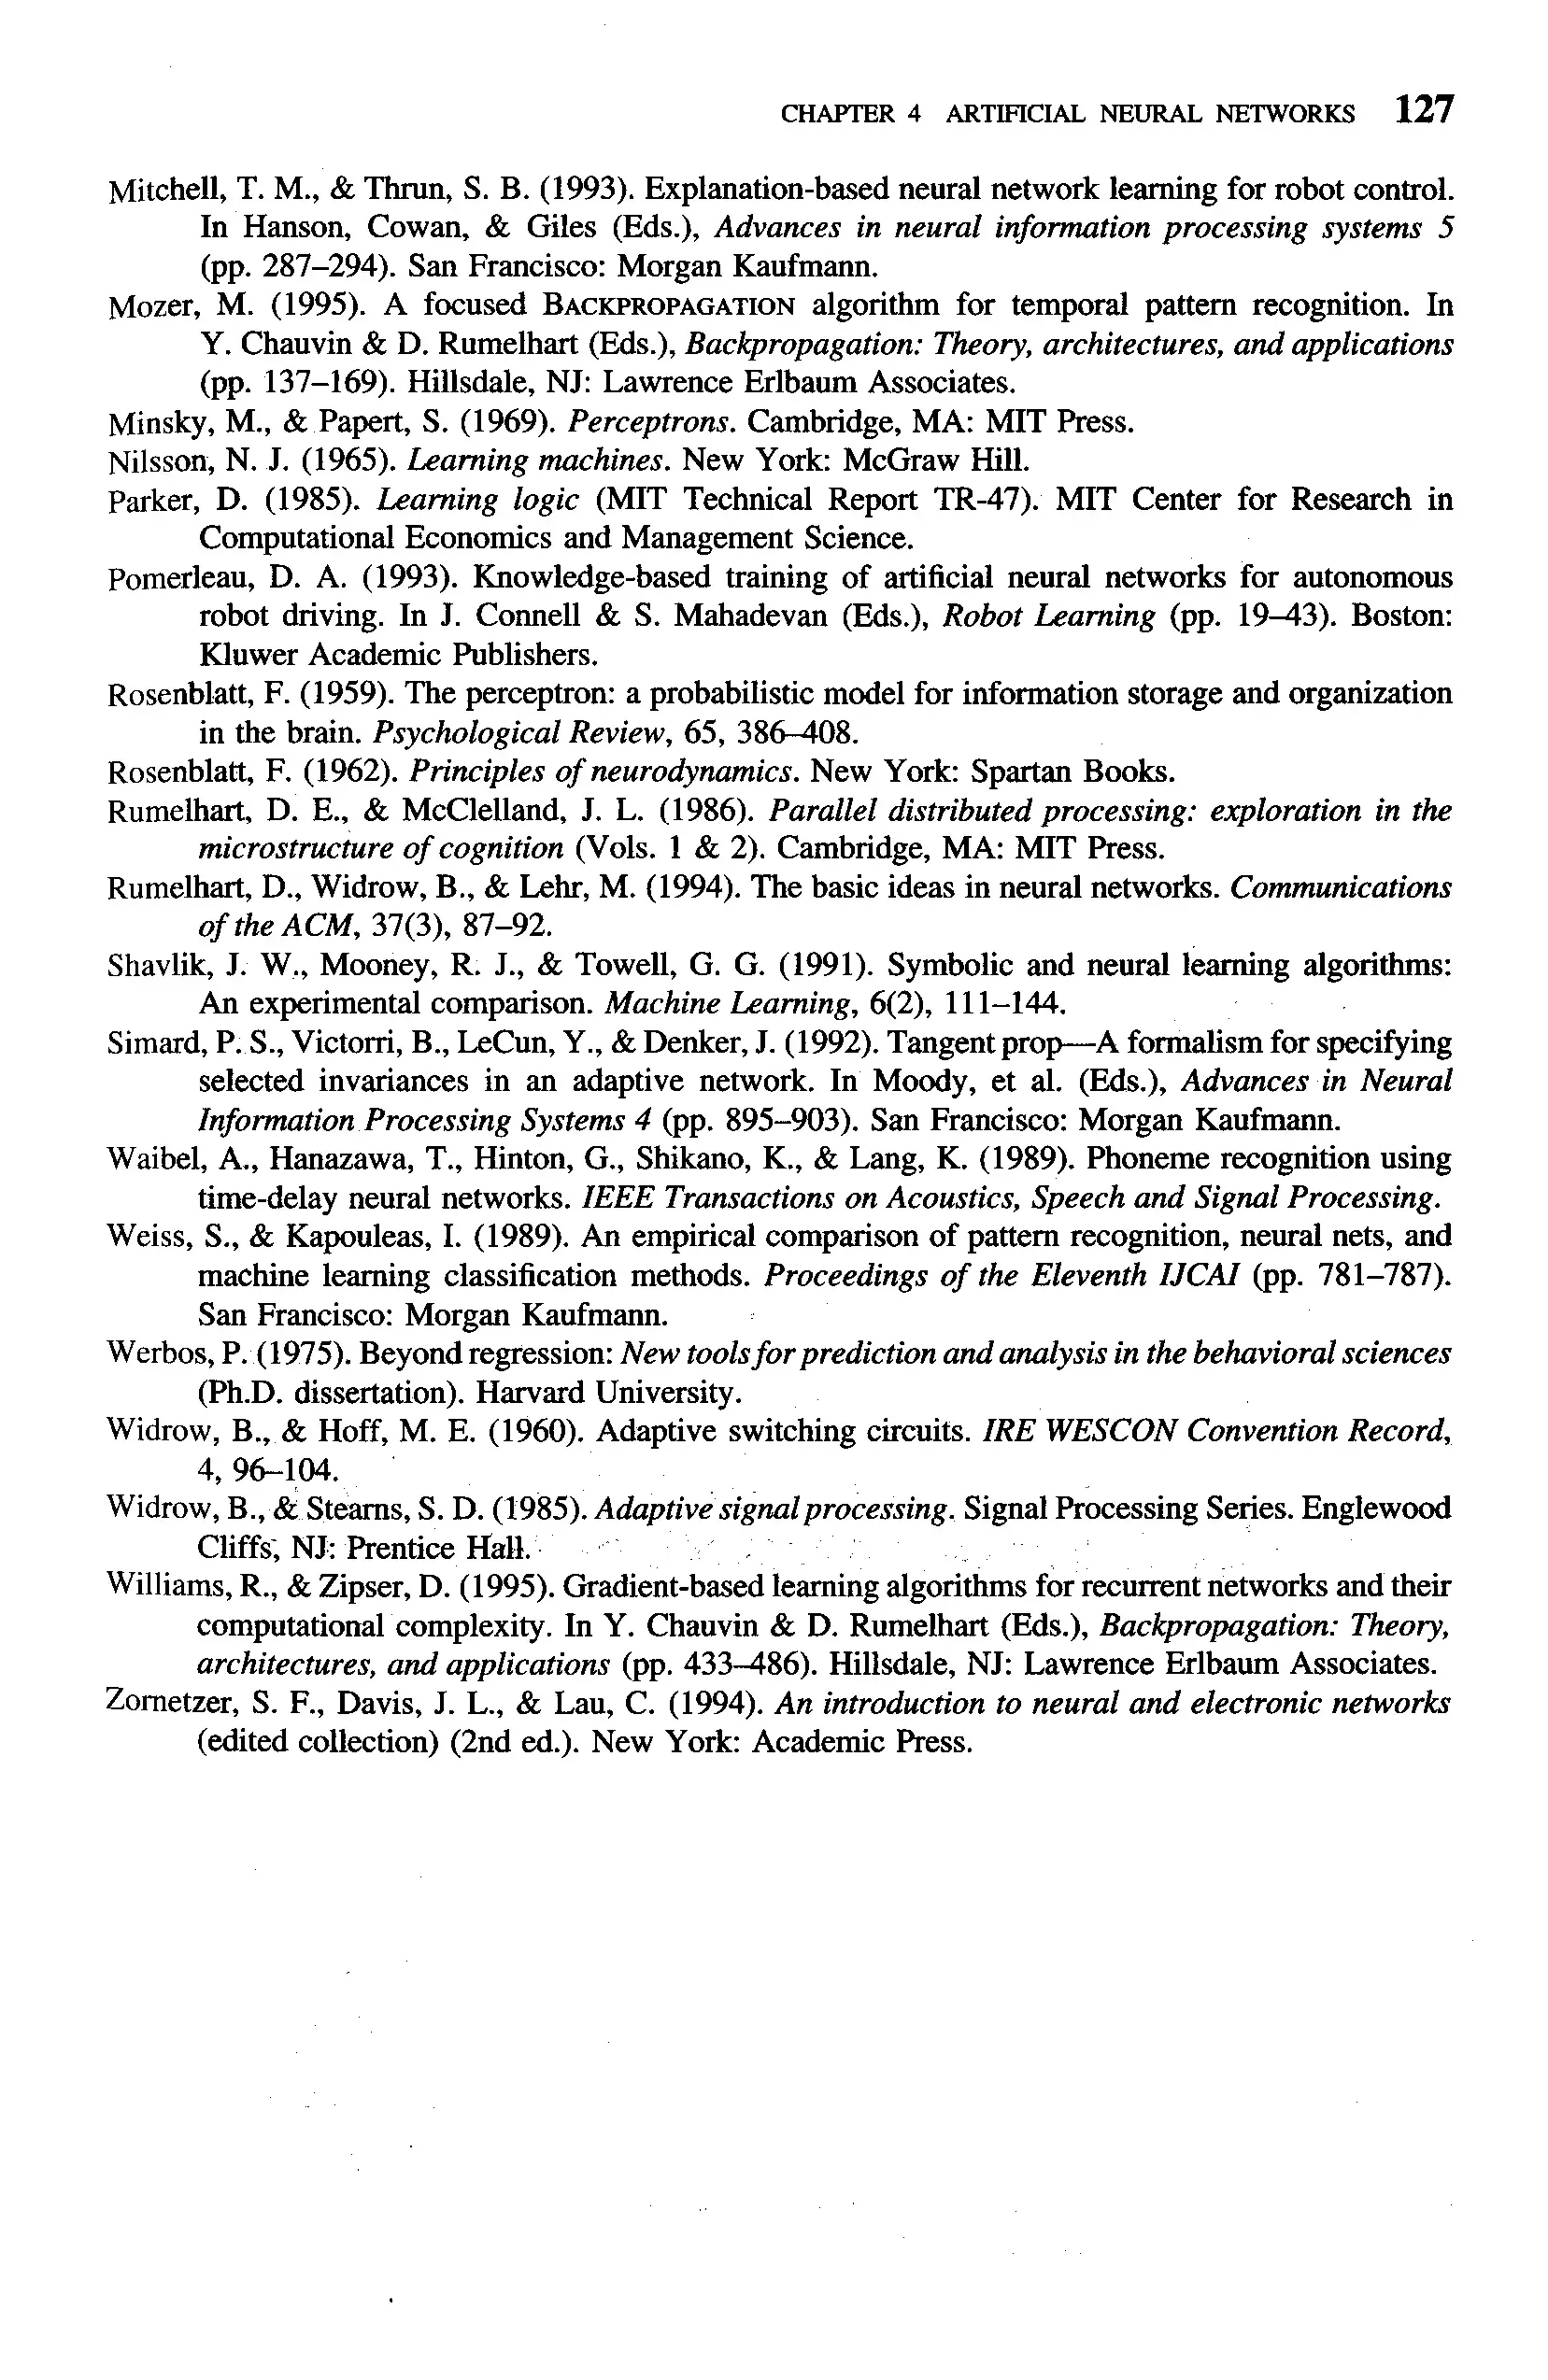 CHAPTER 4 ARTIFICIAL NEURAL NETWORKS 127
Mitchell, T. M., & Thrun, S. B. (1993). Explanation-based neural network learning for robot control.
In Hanson, Cowan, & Giles (Eds.), Advances in neural information processing systems 5
(pp. 287–294). San Francisco: Morgan Kaufmann.
Mozer, M. (1995). A focused BACKPROPAGATION algorithm for temporal pattern recognition. In
Y. Chauvin & D. Rumelhart (Eds.), Backpropagation: Theory, architectures, and applications
(pp. 137–169). Hillsdale, NJ: Lawrence Erlbaum Associates.
Minsky, M., & Papert, S. (1969). Perceptrons. Cambridge, MA: MIT Press.
Nilsson, N. J. (1965). Learning machines. New York: McGraw Hill.
Parker, D. (1985). Learning logic (MIT Technical Report TR-47). MIT Center for Research in
Computational Economics and Management Science.
Pomerleau, D. A. (1993). Knowledge-based training of artificial neural networks for autonomous
robot driving. In J. Connell & S. Mahadevan (Eds.), Robot Learning (pp. 19–43). Boston:
Kluwer Academic Publishers.
Rosenblatt, F. (1959). The perceptron: a probabilistic model for information storage and organization
in the brain. Psychological Review, 65, 386–408.
Rosenblatt, F. (1962). Principles of neurodynamics. New York: Spartan Books.
Rumelhart, D. E., & McClelland, J. L. (1986). Parallel distributed processing: exploration in the
microstructure of cognition (Vols. 1 & 2). Cambridge, MA: MIT Press.
Rumelhart, D., Widrow, B., & Lehr, M. (1994). The basic ideas in neural networks. Communications
of the ACM, 37(3), 87–92.
Shavlik, J. W., Mooney, R. J., & Towell, G. G. (1991). Symbolic and neural learning algorithms:
An experimental comparison. Machine Learning, 6(2), 111–144.
Simard, P. S., Victorri, B., LeCun, Y., & Denker, J. (1992). Tangent prop—A formalism for specifying
selected invariances in an adaptive network. In Moody, et al. (Eds.), Advances in Neural
Information Processing Systems 4 (pp. 895–903). San Francisco: Morgan Kaufmann.
Waibel, A., Hanazawa, T., Hinton, G., Shikano, K., & Lang, K. (1989). Phoneme recognition using
time-delay neural networks. IEEE Transactions on Acoustics, Speech and Signal Processing.
Weiss, S., & Kapouleas, I. (1989). An empirical comparison of pattern recognition, neural nets, and
machine learning classification methods. Proceedings of the Eleventh IJCAI (pp. 781–787).
San Francisco: Morgan Kaufmann.
Werbos, P. (1975). Beyond regression: New tools for prediction and analysis in the behavioral sciences
(Ph.D. dissertation). Harvard University.
Widrow, B., & Hoff, M. E. (1960). Adaptive switching circuits. IRE WESCON Convention Record,
4, 96–104.
Widrow, B., & Stearns, S. D. (1985). Adaptive signal processing. Signal Processing Series. Englewood
Cliffs, NJ: Prentice Hall.
Williams, R., & Zipser, D. (1995). Gradient-based learning algorithms for recurrent networks and their
computational complexity. In Y. Chauvin & D. Rumelhart (Eds.), Backpropagation: Theory,
architectures, and applications (pp. 433–486). Hillsdale, NJ: Lawrence Erlbaum Associates.
Zornetzer, S. F., Davis, J. L., & Lau, C. (1994). An introduction to neural and electronic networks
(edited collection) (2nd ed.). New York: Academic Press.